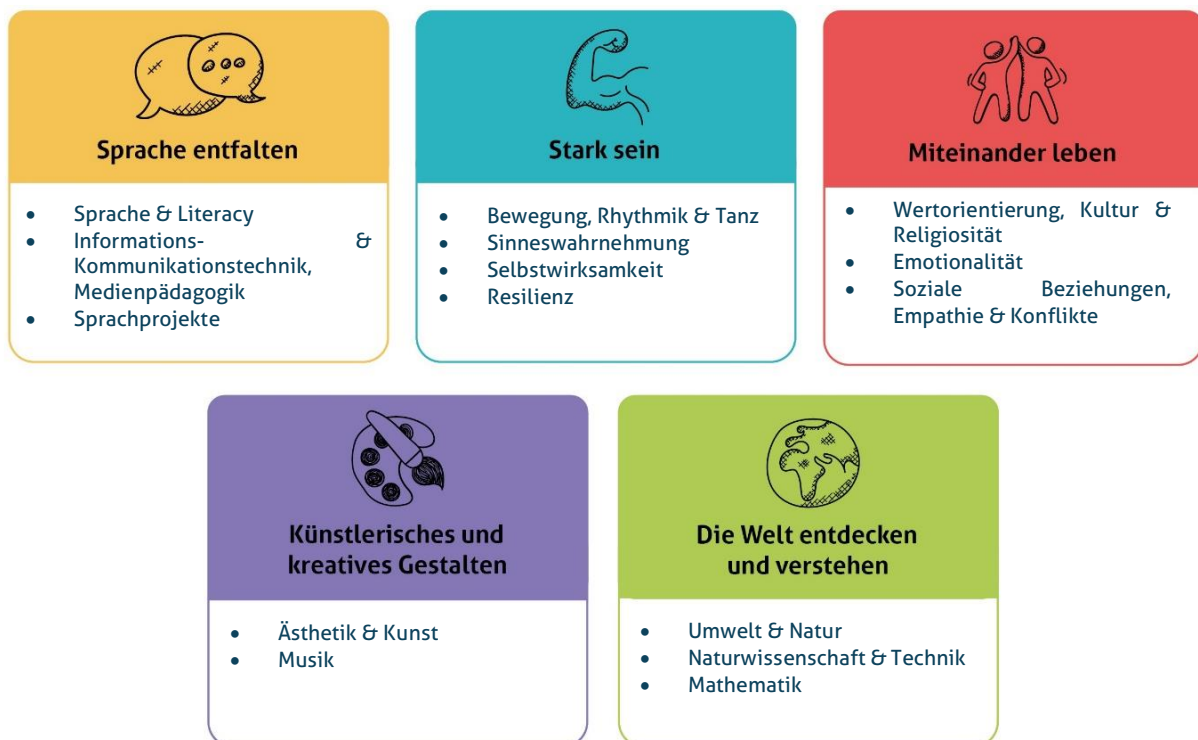 Sprache entfalten
• Sprache & Literacy
• Informations- &
Kommunikationstechnik,
Medienpädagogik
• Sprachprojekte
Stark sein
• Bewegung, Rhythmik & Tanz
• Sinneswahrnehmung
• Selbstwirksamkeit
• Resilienz
Miteinander leben
• Wertorientierung, Kultur &
Religiosität
• Emotionalität
• Soziale Beziehungen,
Empathie & Konflikte
Künstlerisches und
kreatives Gestalten
• Ästhetik & Kunst
• Musik
Die Welt entdecken
und verstehen
• Umwelt & Natur
• Naturwissenschaft & Technik
• Mathematik